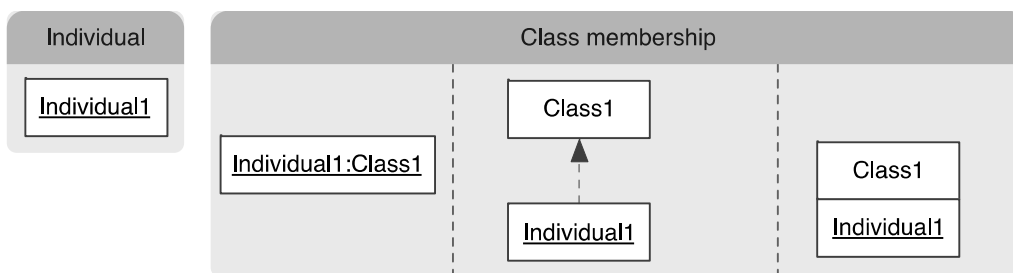 Individual
Individual1
Class membership
Individual1:Class1
Class1
Individual1
Class1
Individual1